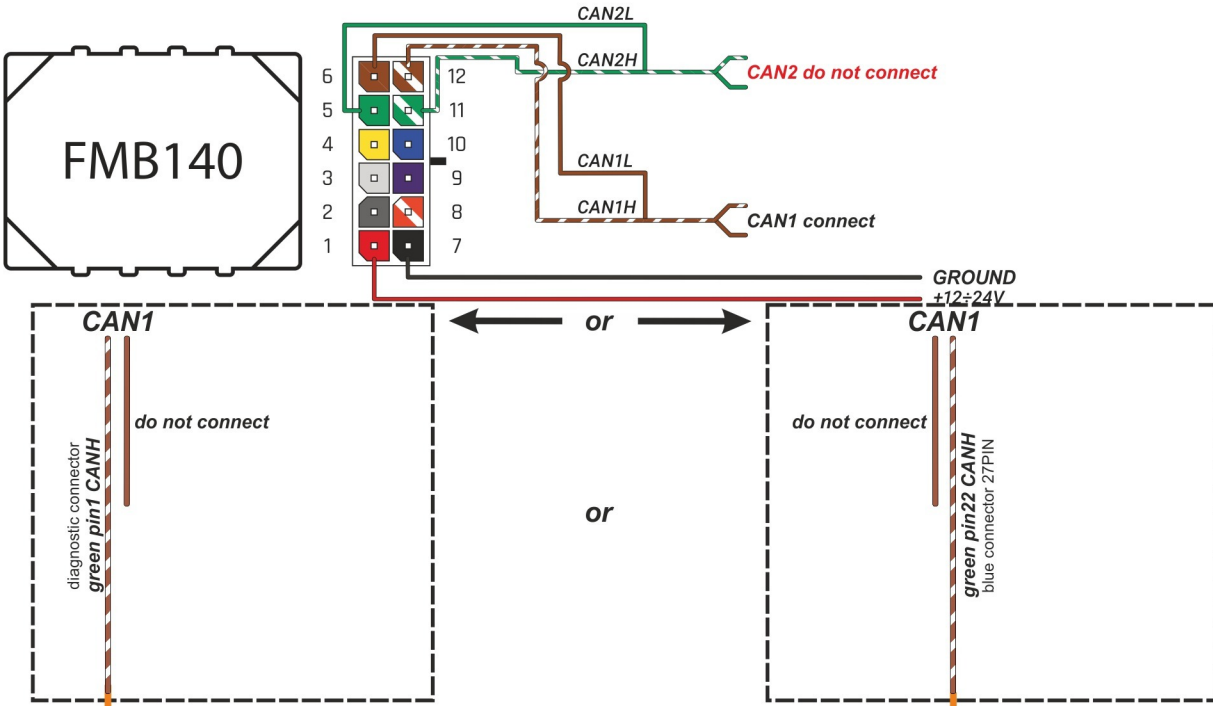 FMB140
6
5
4
3
2
1
12
11
10
9
8
7
CAN2L
CAN2H
CAN2 do not connect
CAN1L
CAN1H
CAN1 connect
GROUND
+12÷24V
or
CAN1
do not connect
diagnostic connector
green pin1 CANH
or
CAN1
do not connect
green pin22 CANH
blue connector 27PIN